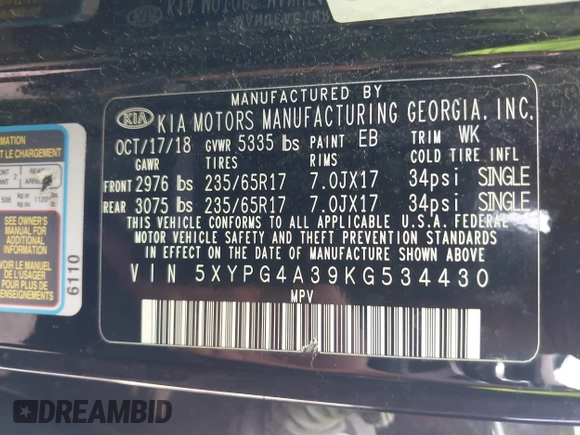 MANUFACTURED BY
KIA KIA MOTORS MANUFACTURING GEORGIA, INC.
OCT/17/18 GVWR 5335 lbs PAINT EB TRIM WK
GAWR TIRES RIMS COLD TIRE INFL
FRONT 2976 lbs 235/65R17 7.0JX17 34psi SINGLE
REAR 3075 lbs 235/65R17 7.0JX17 34psi SINGLE
THIS VEHICLE CONFORMS TO ALL APPLICABLE U.S.A. FEDERAL
MOTOR VEHICLE SAFETY AND THEFT PREVENTION STANDARDS
IN EFFECT ON THE DATE OF MANUFACTURE SHOWN ABOVE
VIN 5XYPG4A39KG534430
MPV
T LE CHARGEMENT
2
SEE OWNER'S
MANUAL FOR
ADDITIONAL
INFORMATION
VOIR LE MANUEL DE
POUR PLUS DE
RENSEIGNEMENTS
6110
DREAMBID